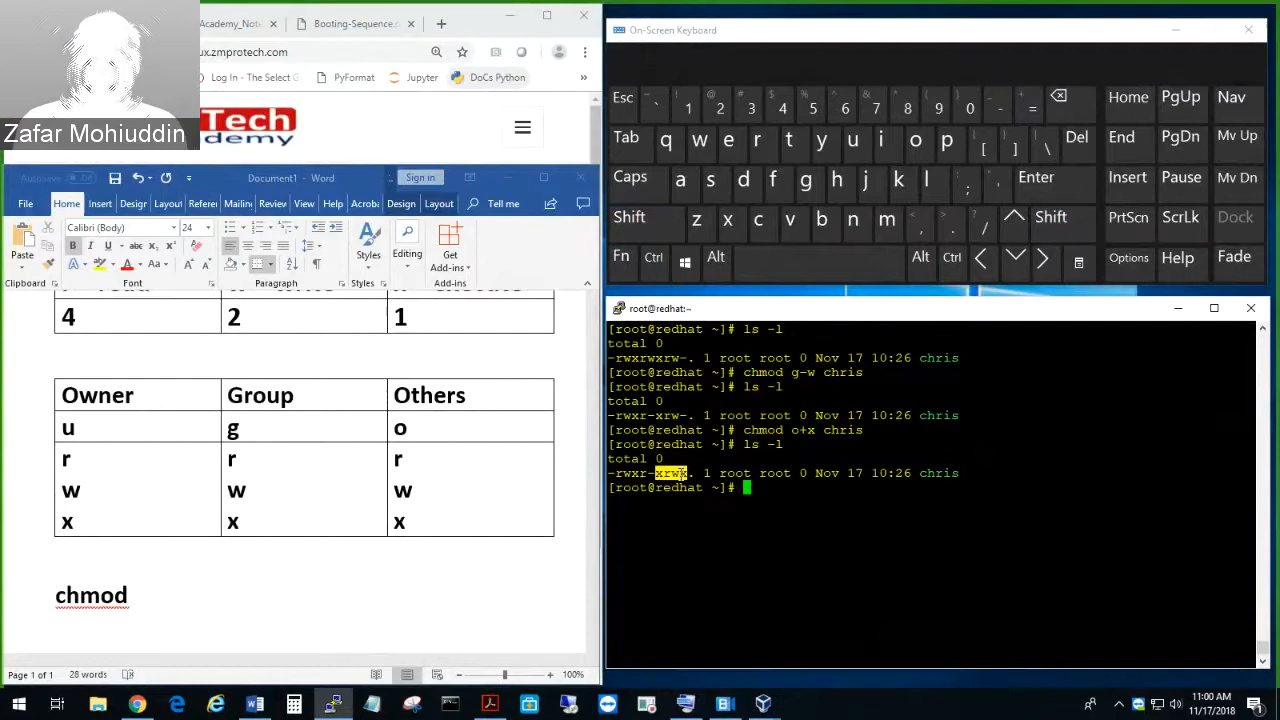 Academy_Not
Booting-Sequence.c
ux.zmprotech.com
Log In - The Select G
PyFormat
Jupyter
DoCs Python
»
Zafar Mohiuddin
Tech
demy
Autosave Off
Document1 - Word
Sign in
File Home Insert Design Layout Referen Mailing Review View Help Acroba Design Layout Tell me
Paste
Calibri (Body) 24
B I U abc x₂ x²
Styles
Editing
Get
Add-ins
Clipboard Font Paragraph Styles Add-ins
4 2 1
Owner Group Others
u g o
r r r
w w w
x x x
chmod
Page 1 of 1 28 words 100%
On-Screen Keyboard
Esc ~ ` ! 1 @ 2 # 3 $ 4 % 5 ^ 6 & 7 * 8 ( 9 ) 0 _ - + = Home PgUp Nav
Tab q w e r t y u i o p { [ } ] | \ Del End PgDn Mv Up
Caps a s d f g h j k l : ; " ' Enter Insert Pause Mv Dn
Shift z x c v b n m < , > . ? / Shift PrtScn ScrLk Dock
Fn Ctrl Alt Alt Ctrl Options Help Fade
root@redhat:~
[root@redhat ~]# ls -l
total 0
-rwxrwxrw-. 1 root root 0 Nov 17 10:26 chris
[root@redhat ~]# chmod g-w chris
[root@redhat ~]# ls -l
total 0
-rwxr-xrw-. 1 root root 0 Nov 17 10:26 chris
[root@redhat ~]# chmod o+x chris
[root@redhat ~]# ls -l
total 0
-rwxr-xrwx. 1 root root 0 Nov 17 10:26 chris
[root@redhat ~]#
11:00 AM
11/17/2018